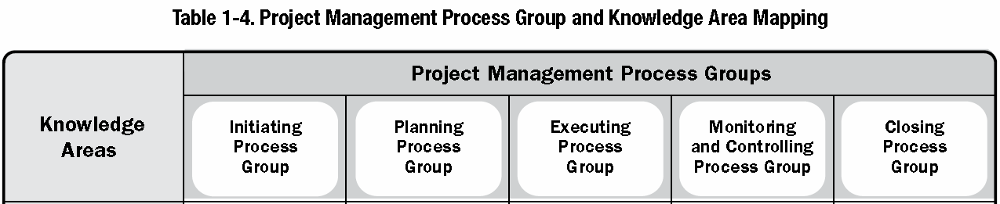 Table 1-4. Project Management Process Group and Knowledge Area Mapping
Knowledge
Areas
Project Management Process Groups
Initiating
Process
Group
Planning
Process
Group
Executing
Process
Group
Monitoring
and Controlling
Process Group
Closing
Process
Group